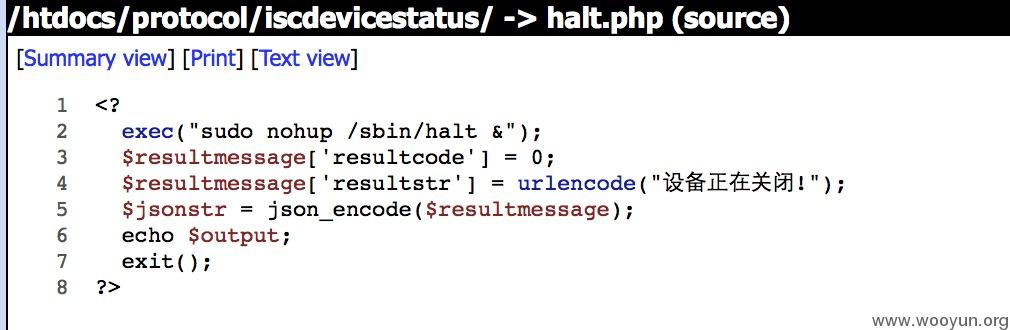 /htdocs/protocol/iscdevicestatus/ -> halt.php (source)
[Summary view] [Print] [Text view]
1 <?
2 exec("sudo nohup /sbin/halt &");
3 $resultmessage['resultcode'] = 0;
4 $resultmessage['resultstr'] = urlencode("设备正在关闭!");
5 $jsonstr = json_encode($resultmessage);
6 echo $output;
7 exit();
8 ?>
www.wooyun.org